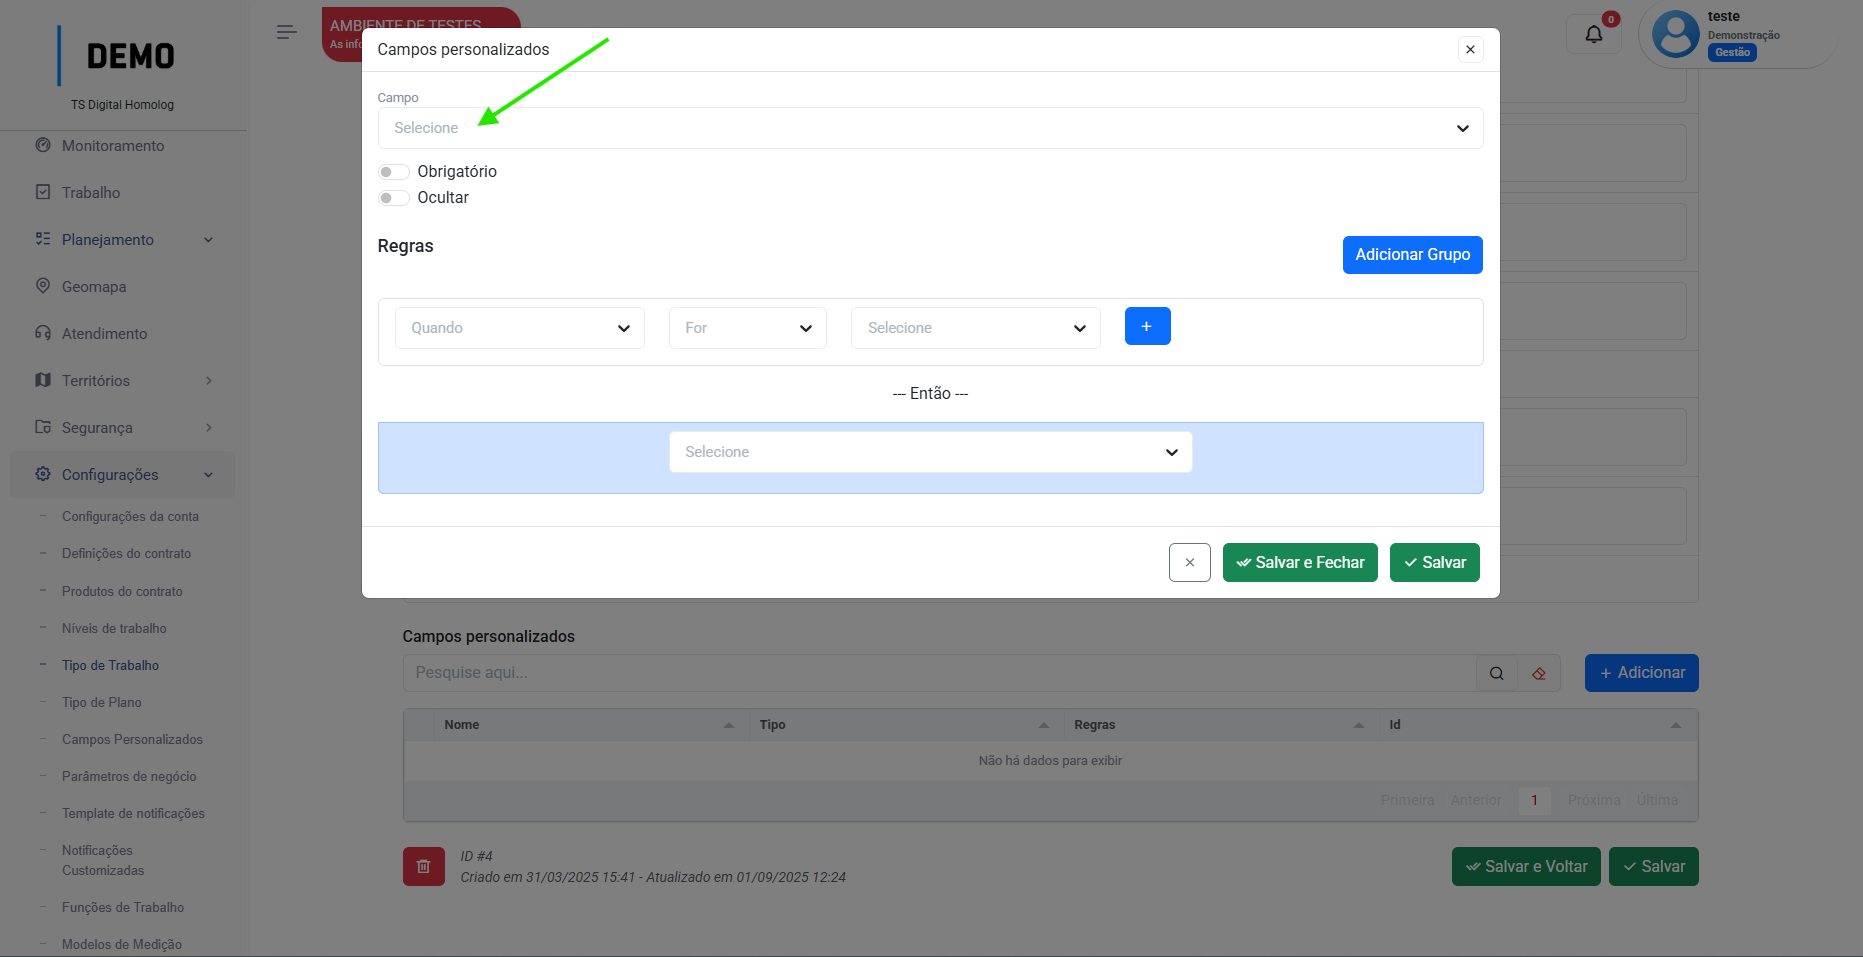 DEMO
TS Digital Homolog
Monitoramento
Trabalho
Planejamento
Geomapa
Atendimento
Territórios
Segurança
Configurações
Configurações da conta
Definições do contrato
Produtos do contrato
Níveis de trabalho
Tipo de Trabalho
Tipo de Plano
Campos Personalizados
Parâmetros de negócio
Template de notificações
Notificações
Customizadas
Funções de Trabalho
Modelos de Medição
AMBIENTE DE TESTES
As info
0
teste
Demonstração
Gestão
Campos personalizados
Campo
Selecione
Obrigatório
Ocultar
Regras
Adicionar Grupo
Quando
For
Selecione
+
--- Então ---
Selecione
Salvar e Fechar
Salvar
Campos personalizados
Pesquise aqui...
+ Adicionar
Nome Tipo Regras Id
Não há dados para exibir
Primeira Anterior 1 Próxima Última
ID #4
Criado em 31/03/2025 15:41 - Atualizado em 01/09/2025 12:24
Salvar e Voltar
Salvar